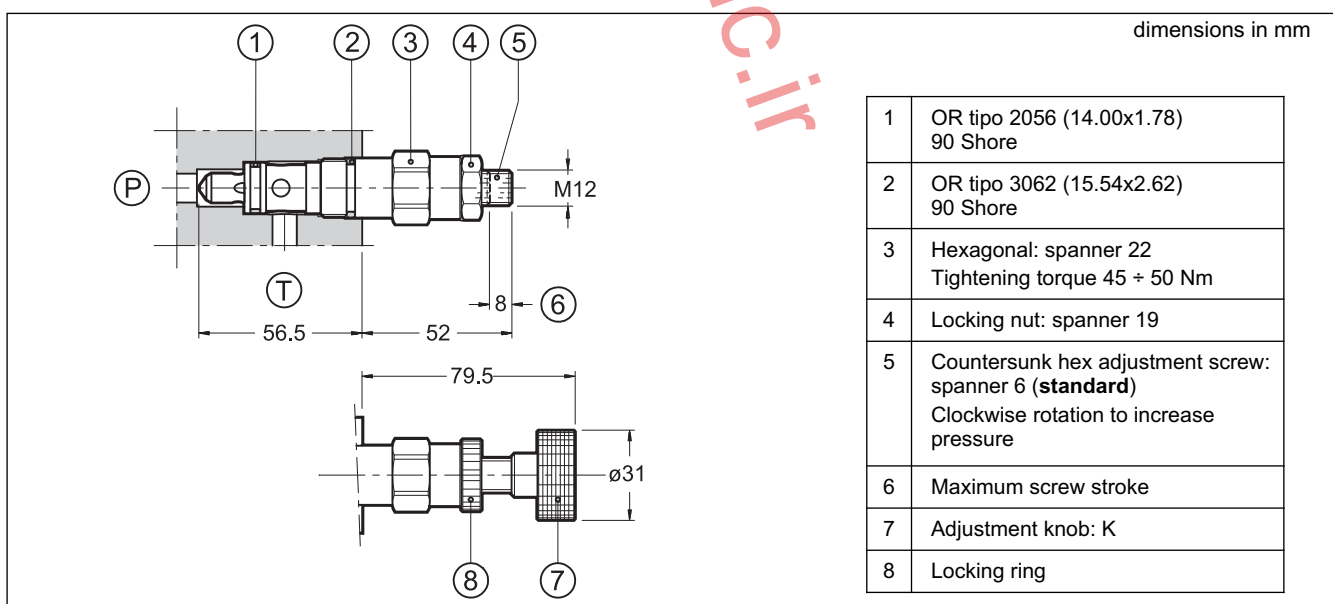 dimensions in mm
1 2 3 4 5
P
M12
T
8 6
56.5 52
79.5
ø31
8 7
1 OR tipo 2056 (14.00x1.78)
90 Shore
2 OR tipo 3062 (15.54x2.62)
90 Shore
3 Hexagonal: spanner 22
Tightening torque 45 ÷ 50 Nm
4 Locking nut: spanner 19
5 Countersunk hex adjustment screw:
spanner 6 (standard)
Clockwise rotation to increase
pressure
6 Maximum screw stroke
7 Adjustment knob: K
8 Locking ring
c.ir